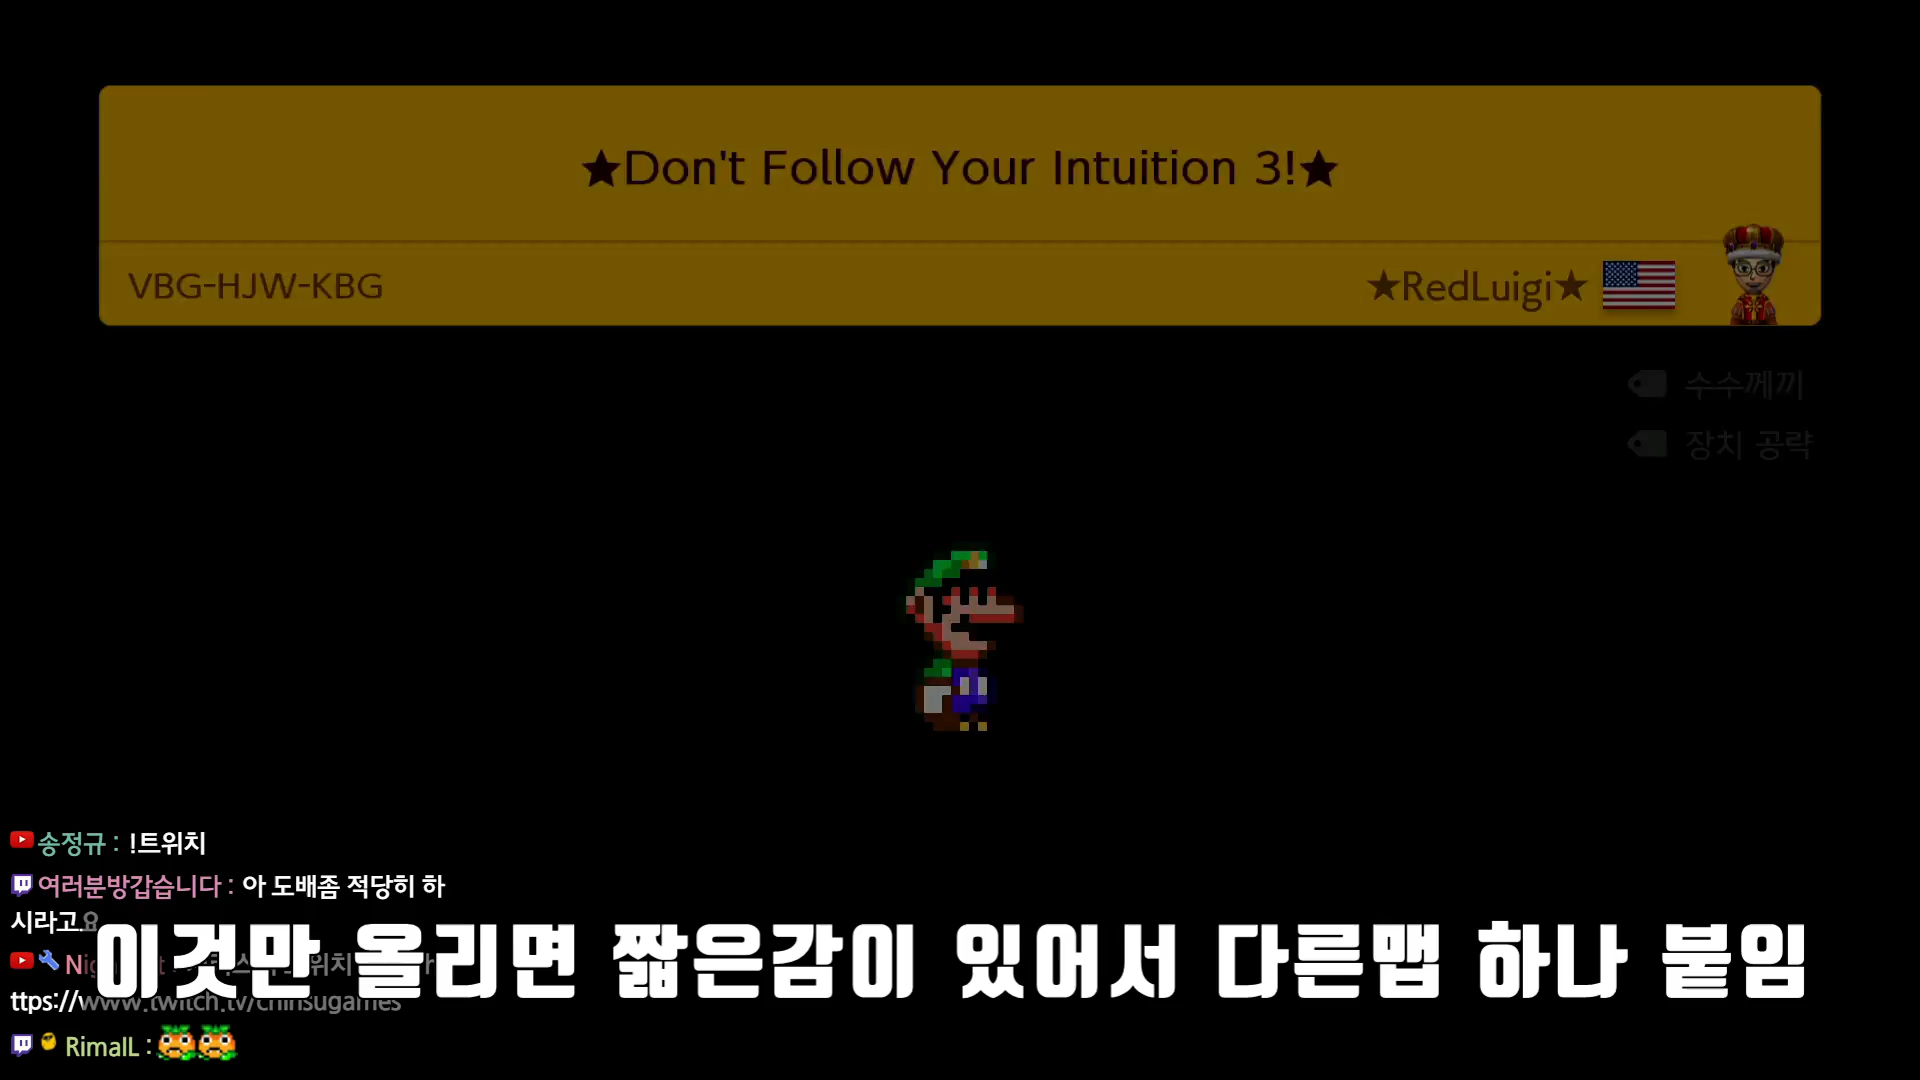 ★Don't Follow Your Intuition 3!★
VBG-HJW-KBG
★RedLuigi★
수수께끼
장치 공략
송정규 : !트위치
여러분방갑습니다 : 아 도배좀 적당히 하
시라고요
이것만 올리면 짧은감이 있어서 다른맵 하나 붙임
ttps://www.twitch.tv/chinsugames
RimalL :